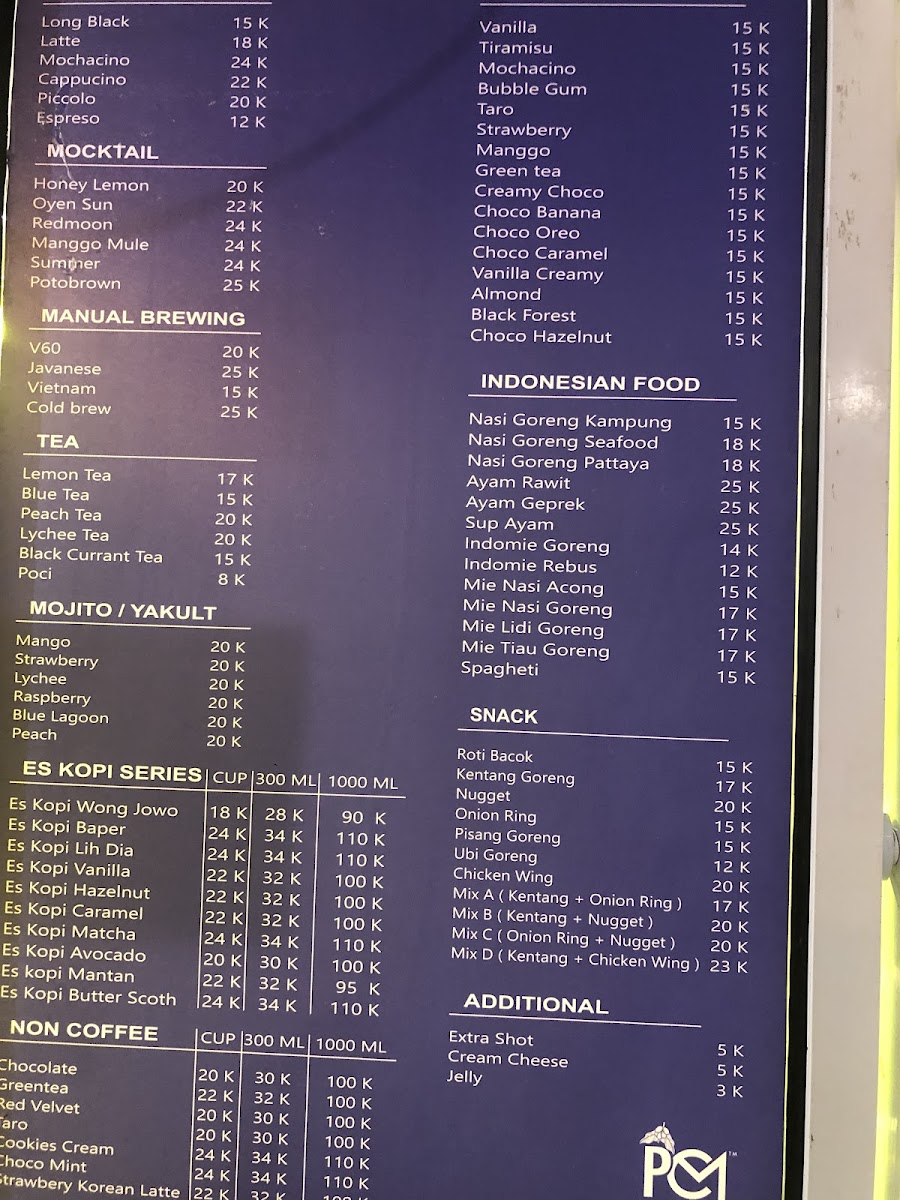 Long Black 15 K
Latte 18 K
Mochacino 24 K
Cappucino 22 K
Piccolo 20 K
Espreso 12 K
MOCKTAIL
Honey Lemon 20 K
Oyen Sun 22 K
Redmoon 24 K
Manggo Mule 24 K
Summer 24 K
Potobrown 25 K
MANUAL BREWING
V60 20 K
Javanese 25 K
Vietnam 15 K
Cold brew 25 K
TEA
Lemon Tea 17 K
Blue Tea 15 K
Peach Tea 20 K
Lychee Tea 20 K
Black Currant Tea 15 K
Poci 8 K
MOJITO / YAKULT
Mango 20 K
Strawberry 20 K
Lychee 20 K
Raspberry 20 K
Blue Lagoon 20 K
Peach 20 K
ES KOPI SERIES CUP 300 ML 1000 ML
Es Kopi Wong Jowo 18 K 28 K 90 K
Es Kopi Baper 24 K 34 K 110 K
Es Kopi Lih Dia 24 K 34 K 110 K
Es Kopi Vanilla 22 K 32 K 100 K
Es Kopi Hazelnut 22 K 32 K 100 K
Es Kopi Caramel 22 K 32 K 100 K
Es Kopi Matcha 24 K 34 K 110 K
Es Kopi Avocado 20 K 30 K 100 K
Es kopi Mantan 22 K 32 K 95 K
Es Kopi Butter Scoth 24 K 34 K 110 K
NON COFFEE CUP 300 ML 1000 ML
Chocolate 20 K 30 K 100 K
Greentea 22 K 32 K 100 K
Red Velvet 20 K 30 K 100 K
Taro 20 K 30 K 100 K
Cookies Cream 24 K 34 K 110 K
Choco Mint 24 K 34 K 110 K
Strawbery Korean Latte 22 K 32 K
Vanilla 15 K
Tiramisu 15 K
Mochacino 15 K
Bubble Gum 15 K
Taro 15 K
Strawberry 15 K
Manggo 15 K
Green tea 15 K
Creamy Choco 15 K
Choco Banana 15 K
Choco Oreo 15 K
Choco Caramel 15 K
Vanilla Creamy 15 K
Almond 15 K
Black Forest 15 K
Choco Hazelnut 15 K
INDONESIAN FOOD
Nasi Goreng Kampung 15 K
Nasi Goreng Seafood 18 K
Nasi Goreng Pattaya 18 K
Ayam Rawit 25 K
Ayam Geprek 25 K
Sup Ayam 25 K
Indomie Goreng 14 K
Indomie Rebus 12 K
Mie Nasi Acong 15 K
Mie Nasi Goreng 17 K
Mie Lidi Goreng 17 K
Mie Tiau Goreng 17 K
Spagheti 15 K
SNACK
Roti Bacok 15 K
Kentang Goreng 17 K
Nugget 20 K
Onion Ring 15 K
Pisang Goreng 15 K
Ubi Goreng 12 K
Chicken Wing 20 K
Mix A ( Kentang + Onion Ring ) 17 K
Mix B ( Kentang + Nugget ) 20 K
Mix C ( Onion Ring + Nugget ) 20 K
Mix D ( Kentang + Chicken Wing ) 23 K
ADDITIONAL
Extra Shot 5 K
Cream Cheese 5 K
Jelly 3 K
PCM™